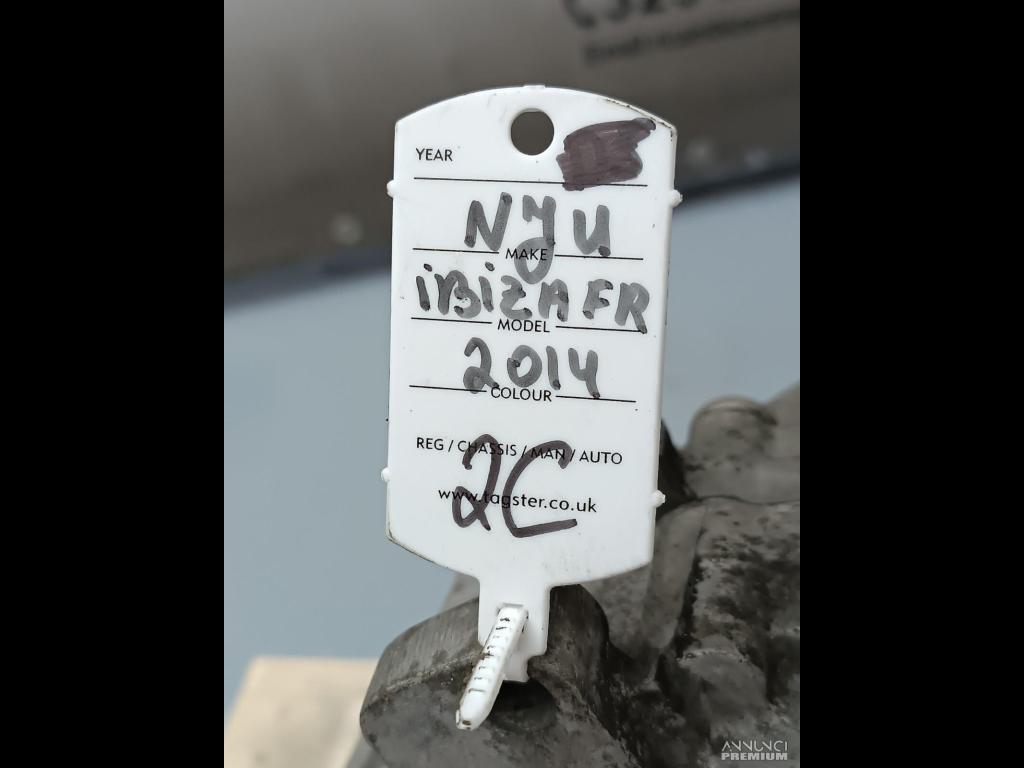 YEAR
NJU
MAKE
iBiZA FR
MODEL
2014
COLOUR
REG / CHASSIS / MAN / AUTO
2C
www.tagster.co.uk
ANNUNCI
PREMIUM